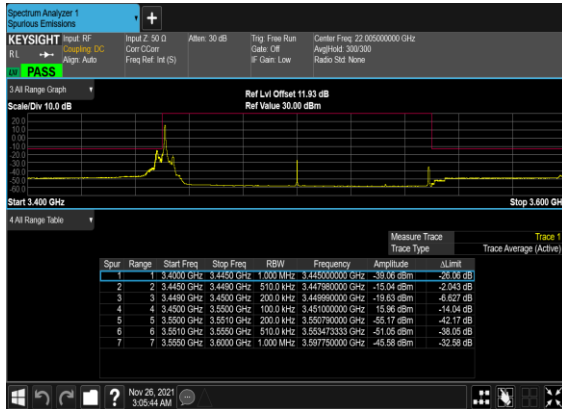 Spectrum Analyzer 1
Spurious Emissions
KEYSIGHT Input: RF Input Z: 50 Ω Atten: 30 dB Trig: Free Run Center Freq: 22.005000000 GHz
RL Coupling: DC Corr CCorr Gate: Off Avg|Hold: 300/300
Align: Auto Freq Ref: Int (S) IF Gain: Low Radio Std: None
PASS
3 All Range Graph Ref Lvl Offset 11.93 dB
Scale/Div 10.0 dB Ref Value 30.00 dBm
20.0
10.0
0.00
-10.0
-20.0
-30.0
-40.0
-50.0
-60.0
Start 3.400 GHz Stop 3.600 GH
4 All Range Table
Measure Trace Trace 1
Trace Type Trace Average (Active)
Spur Range Start Freq Stop Freq RBW Frequency Amplitude ΔLimit
1 1 3.4000 GHz 3.4450 GHz 1.000 MHz 3.445000000 GHz -39.06 dBm -26.06 dB
2 2 3.4450 GHz 3.4490 GHz 510.0 kHz 3.447980000 GHz -15.04 dBm -2.043 dB
3 3 3.4490 GHz 3.4500 GHz 200.0 kHz 3.449990000 GHz -19.63 dBm -6.627 dB
4 4 3.4500 GHz 3.5500 GHz 100.0 kHz 3.451000000 GHz 15.96 dBm -14.04 dB
5 5 3.5500 GHz 3.5510 GHz 200.0 kHz 3.550790000 GHz -55.17 dBm -42.17 dB
6 6 3.5510 GHz 3.5550 GHz 510.0 kHz 3.553473333 GHz -51.05 dBm -38.05 dB
7 7 3.5550 GHz 3.6000 GHz 1.000 MHz 3.597750000 GHz -45.58 dBm -32.58 dB
? Nov 26, 2021
3:05:44 AM